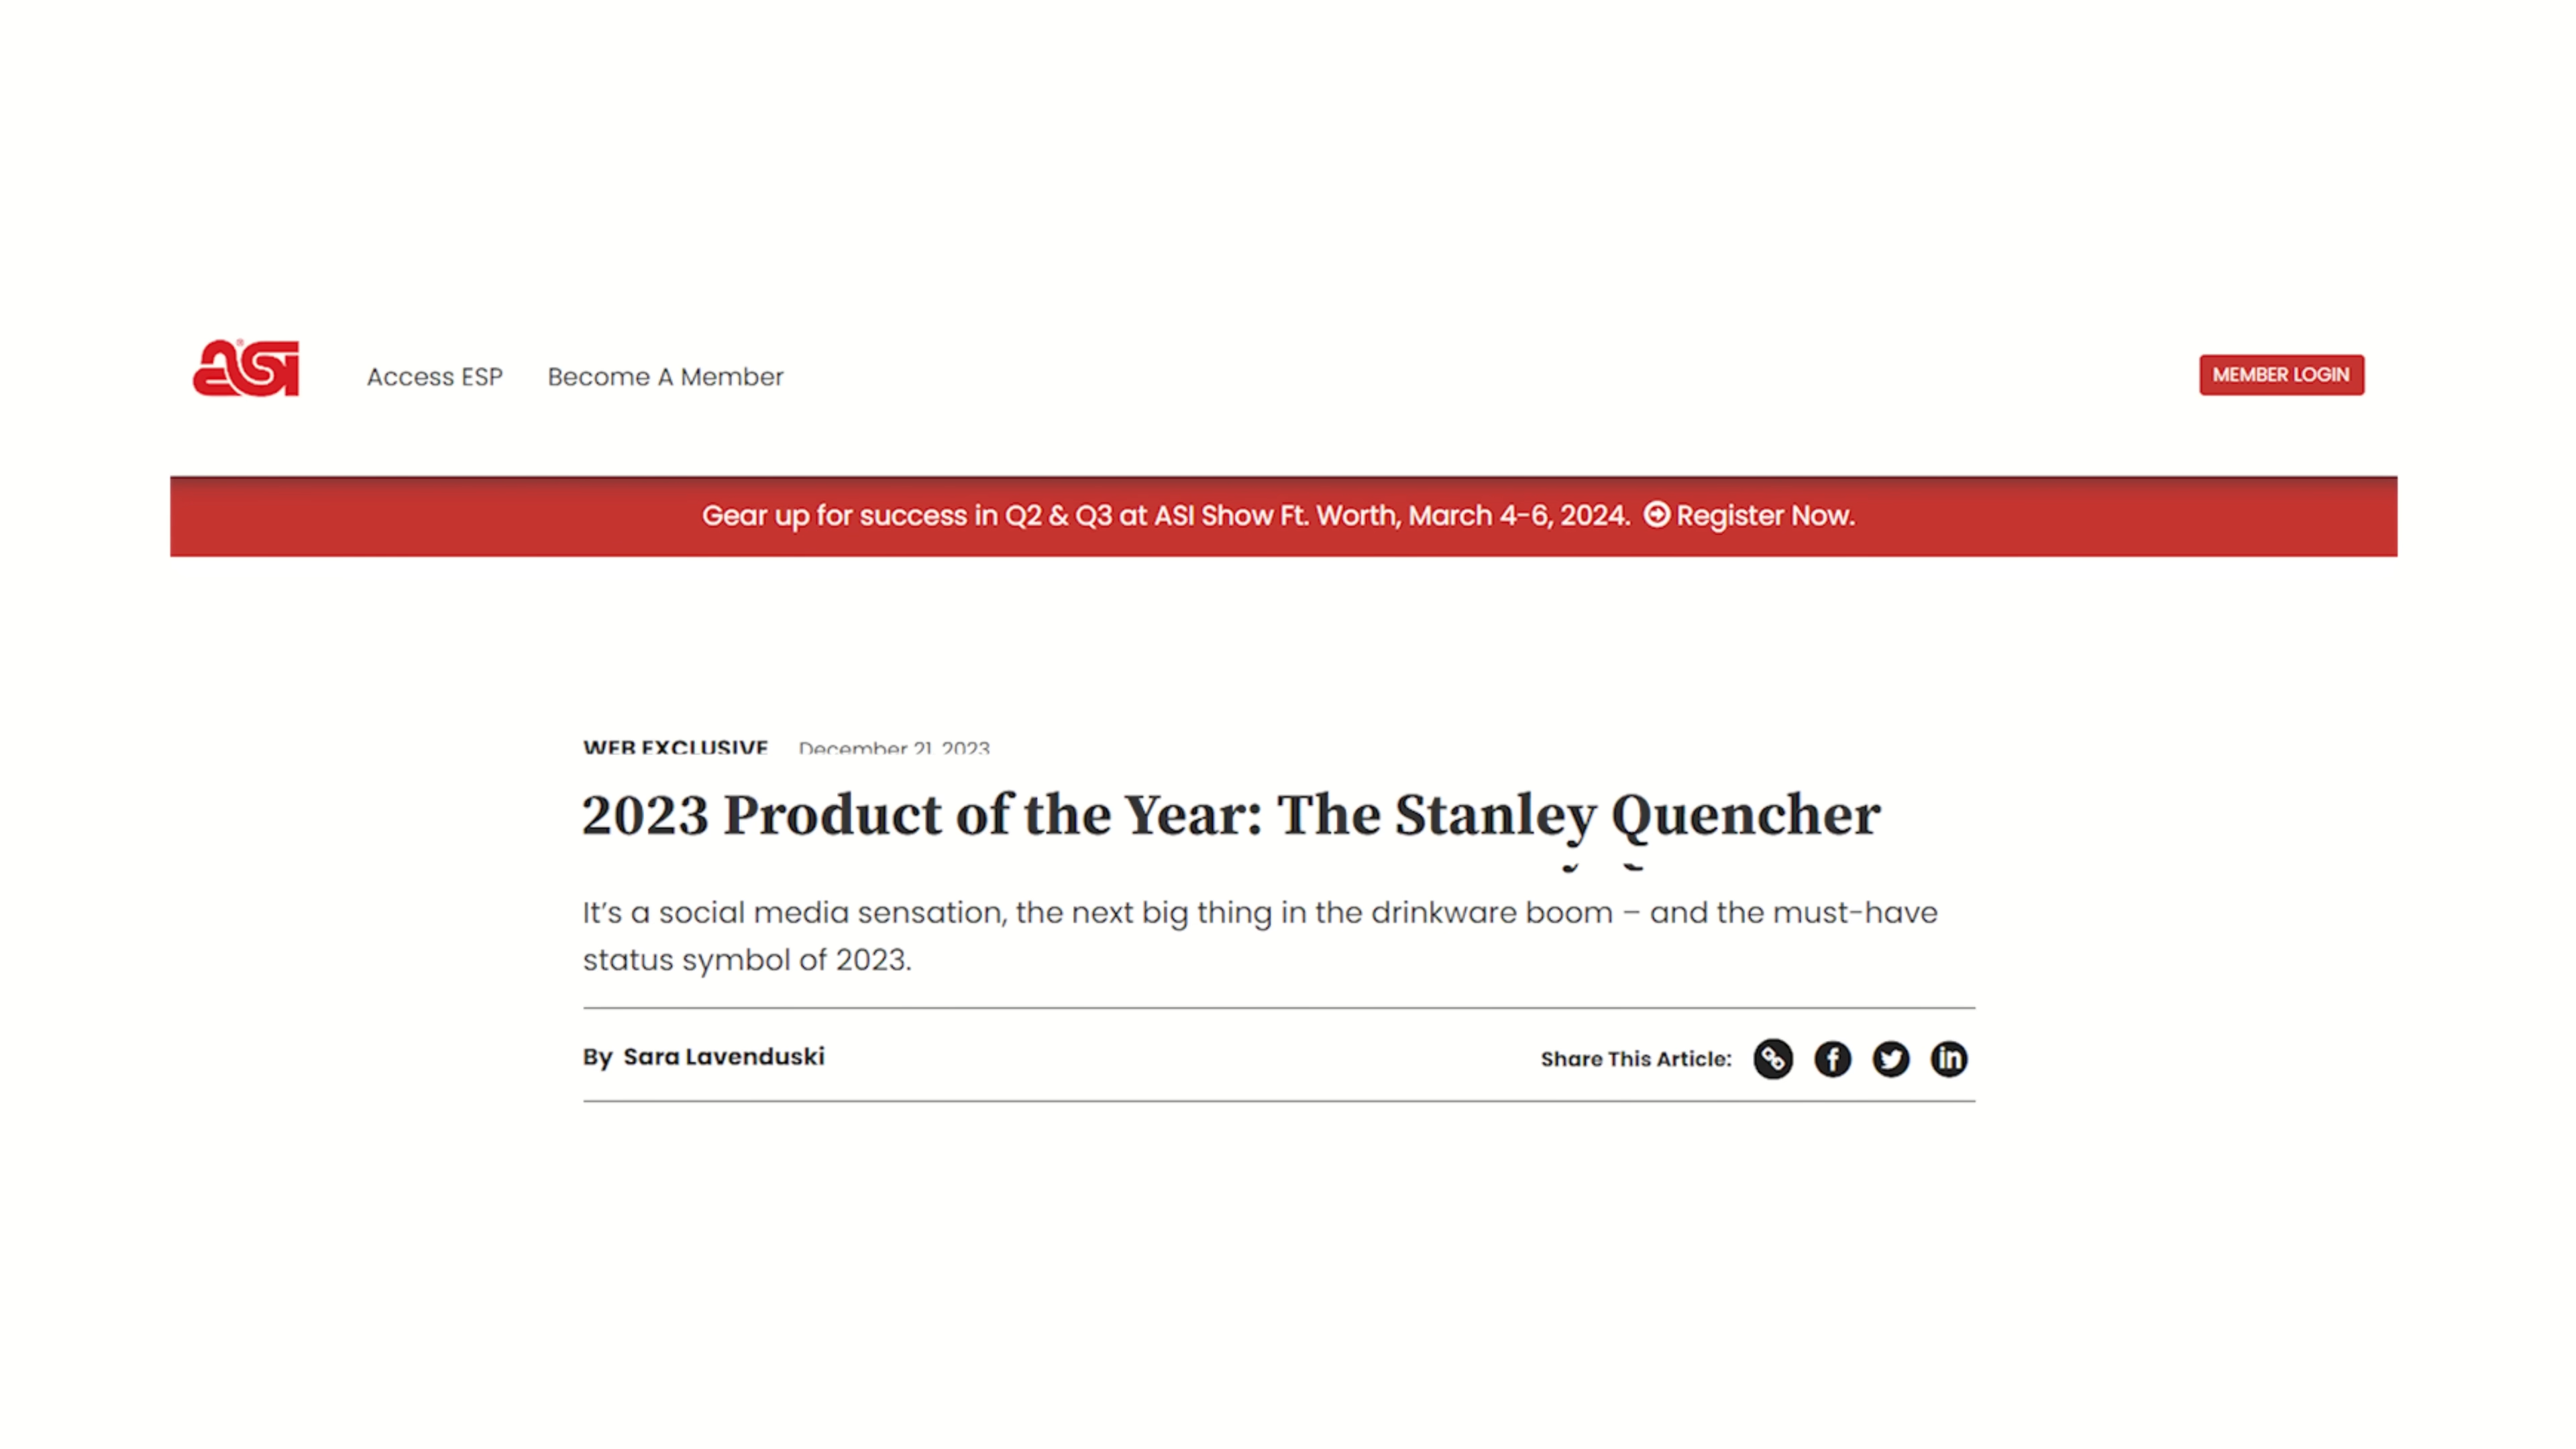 ASI
Access ESP Become A Member
MEMBER LOGIN
Gear up for success in Q2 & Q3 at ASI Show Ft. Worth, March 4-6, 2024. Register Now.
WEB EXCLUSIVE December 21, 2023
2023 Product of the Year: The Stanley Quencher
It's a social media sensation, the next big thing in the drinkware boom – and the must-have
status symbol of 2023.
By Sara Lavenduski
Share This Article: